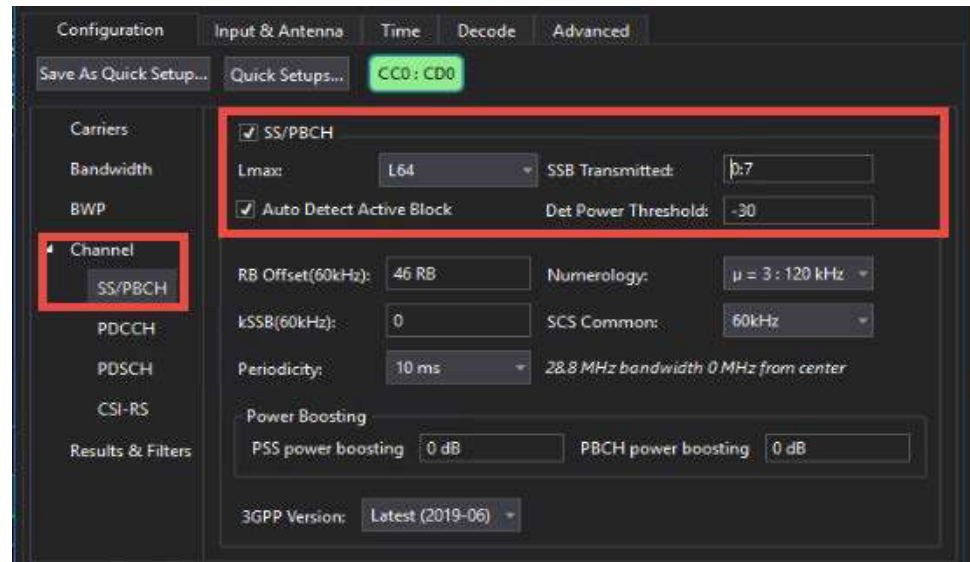 Configuration Input & Antenna Time Decode Advanced
Save As Quick Setup... Quick Setups... CC0 : CD0
Carriers
Bandwidth
BWP
Channel
SS/PBCH
PDCCH
PDSCH
CSI-RS
Results & Filters
SS/PBCH
Lmax: L64 SSB Transmitted: 0:7
Auto Detect Active Block Det Power Threshold: -30
RB Offset(60kHz): 46 RB Numerology: μ = 3 : 120 kHz
kSSB(60kHz): 0 SCS Common: 60kHz
Periodicity: 10 ms 28.8 MHz bandwidth 0 MHz from center
Power Boosting
PSS power boosting 0 dB PBCH power boosting 0 dB
3GPP Version: Latest (2019-06)